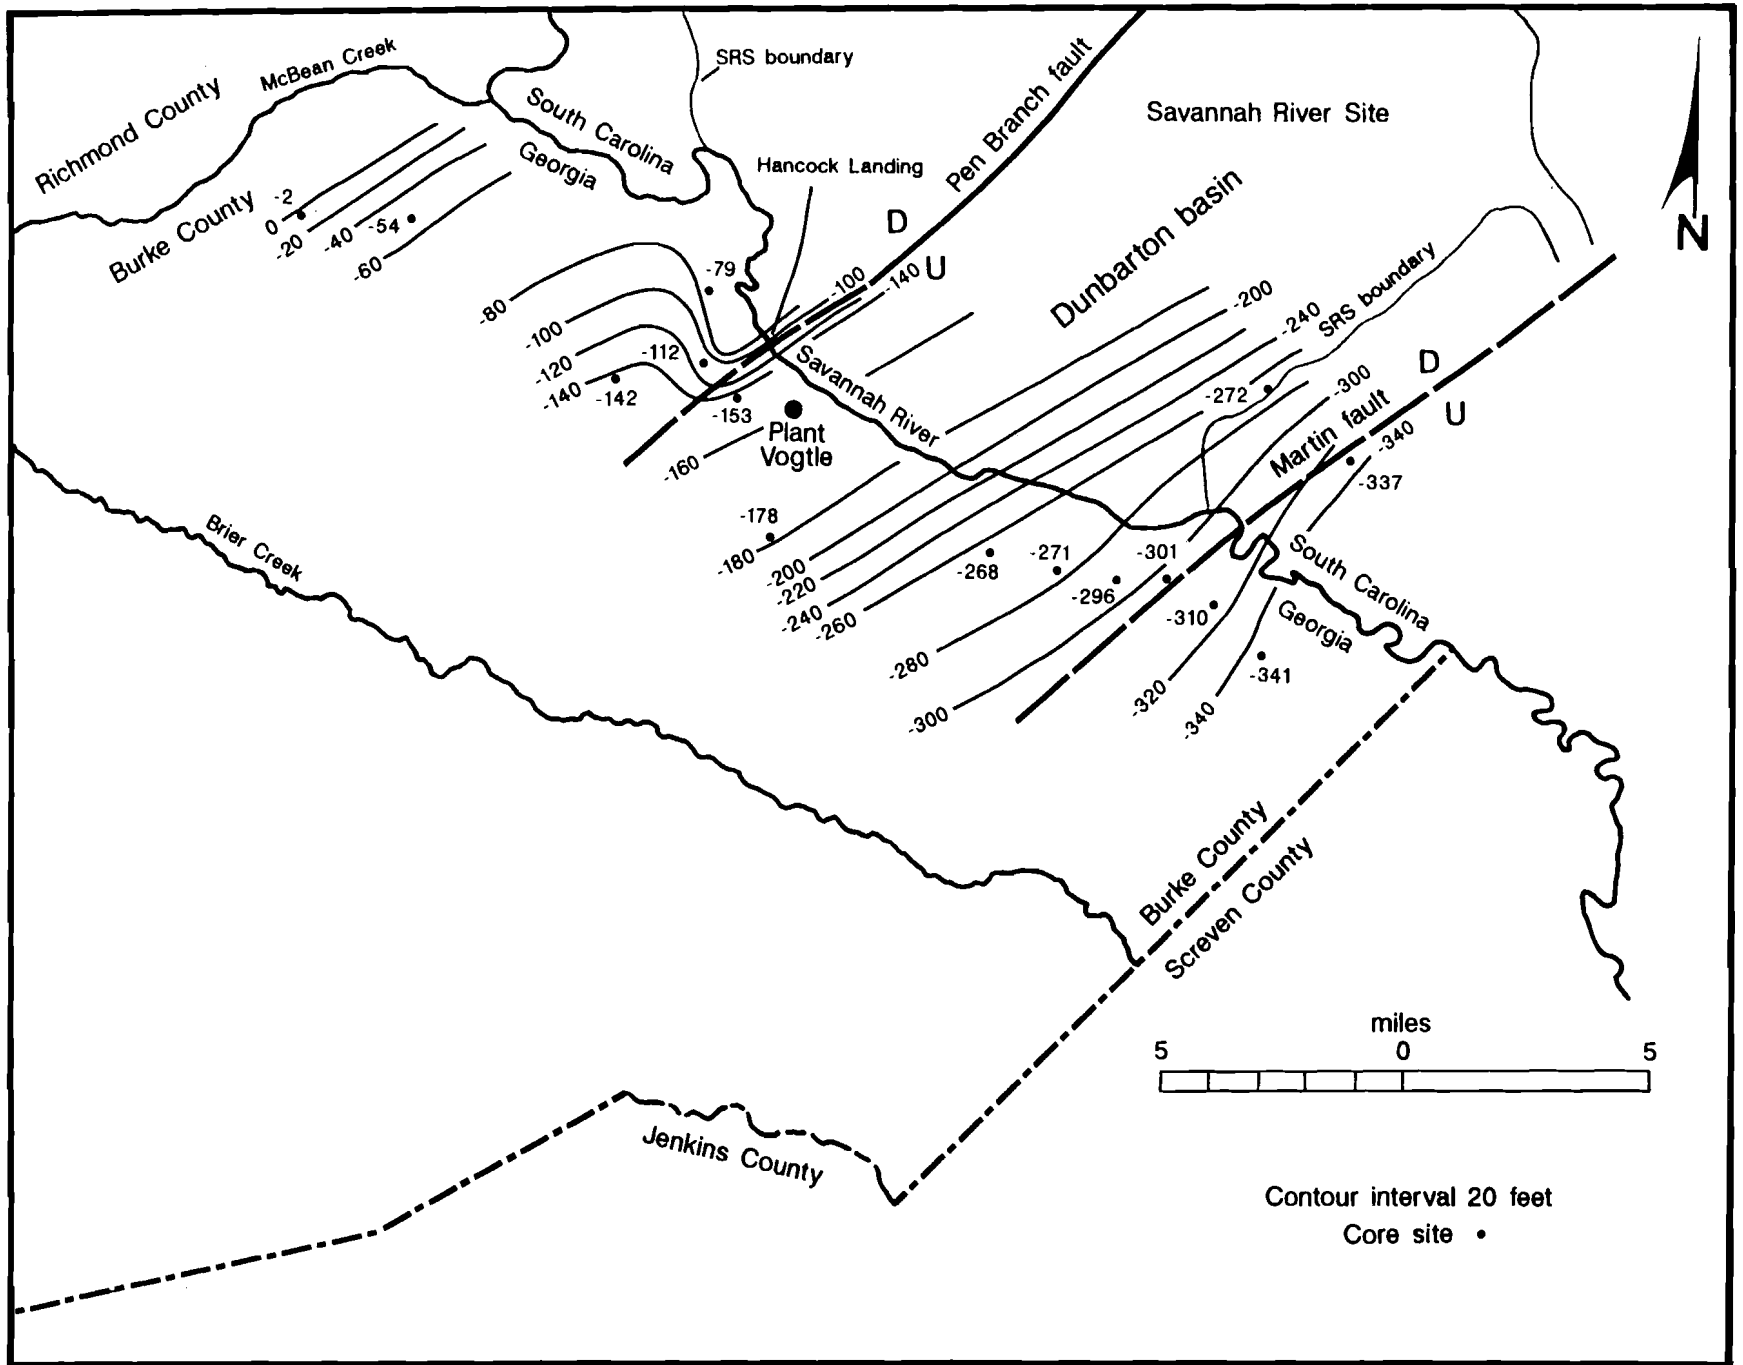 SRS boundary
McBean Creek
Richmond County
South Carolina
Georgia
Pen Branch fault
Savannah River Site
Hancock Landing
N
Burke County
-2
0
-20
-40
-54
-60
D
U
Dunbarton basin
-79
-80
-100
-120
-140
-100
-140
-112
-142
-153
-160
Plant
Vogtle
Savannah River
-200
-240
SRS boundary
-272
-300
D
U
Martin fault
-340
-337
-178
-180
-200
-220
-240
-260
-268
-271
-296
-301
-280
-300
-310
-320
-340
-341
South Carolina
Georgia
Brier Creek
Burke County
Screven County
Jenkins County
miles
5 0 5
Contour interval 20 feet
Core site